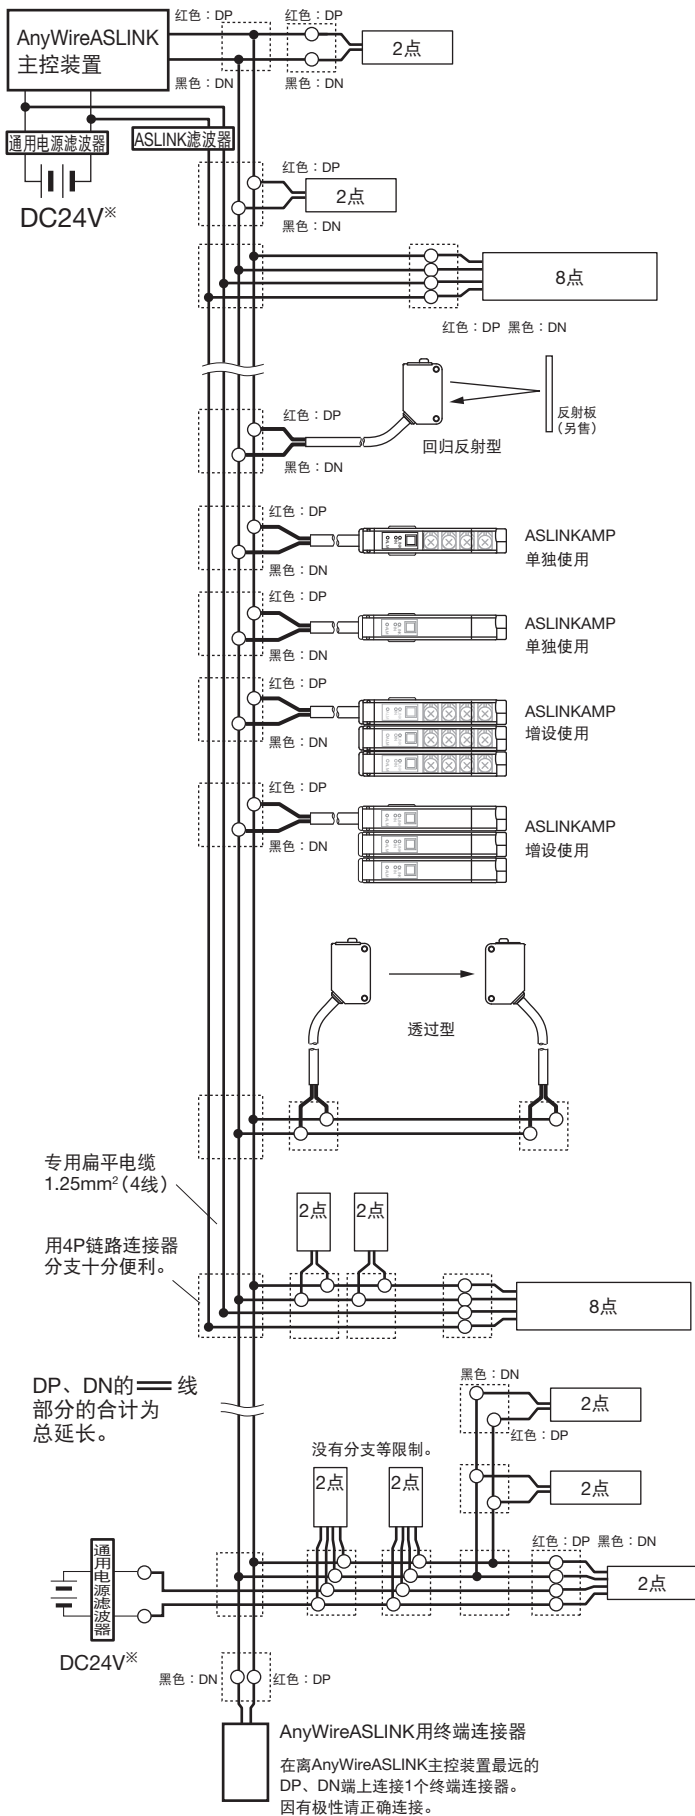 红色：DP
红色：DP
AnyWireASLINK
主控装置
2点
黑色：DN
黑色：DN
通用电源滤波器
ASLINK滤波器
DC24V※
红色：DP
2点
黑色：DN
8点
红色：DP 黑色：DN
红色：DP
反射板
（另售）
回归反射型
黑色：DN
红色：DP
ASLINKAMP
单独使用
黑色：DN
红色：DP
ASLINKAMP
单独使用
黑色：DN
红色：DP
ASLINKAMP
增设使用
黑色：DN
红色：DP
ASLINKAMP
增设使用
黑色：DN
透过型
专用扁平电缆
1.25mm²（4线）
2点
2点
用4P链路连接器
分支十分便利。
8点
DP、DN的 线
部分的合计为
总延长。
黑色：DN
2点
红色：DP
没有分支等限制。
2点
2点
2点
红色：DP 黑色：DN
通用电源滤波器
2点
DC24V※
黑色：DN
红色：DP
AnyWireASLINK用终端连接器
在离AnyWireASLINK主控装置最远的
DP、DN端上连接1个终端连接器。
因有极性请正确连接。